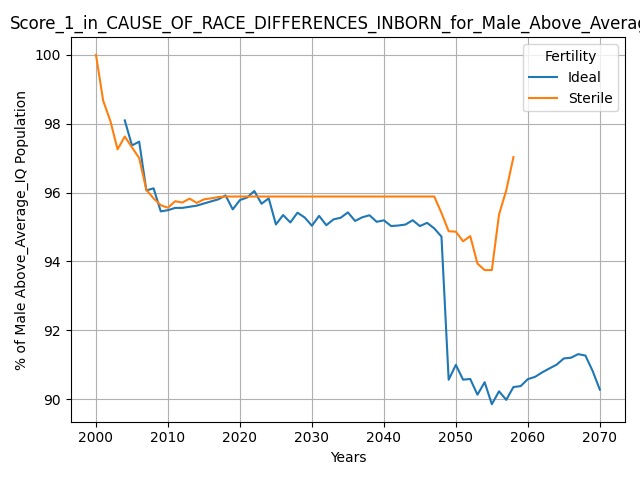 Score_1_in_CAUSE_OF_RACE_DIFFERENCES_INBORN_for_Male_Above_Averag
Fertility
Ideal
Sterile
% of Male Above_Average_IQ Population
100
98
96
94
92
90
2000 2010 2020 2030 2040 2050 2060 2070
Years